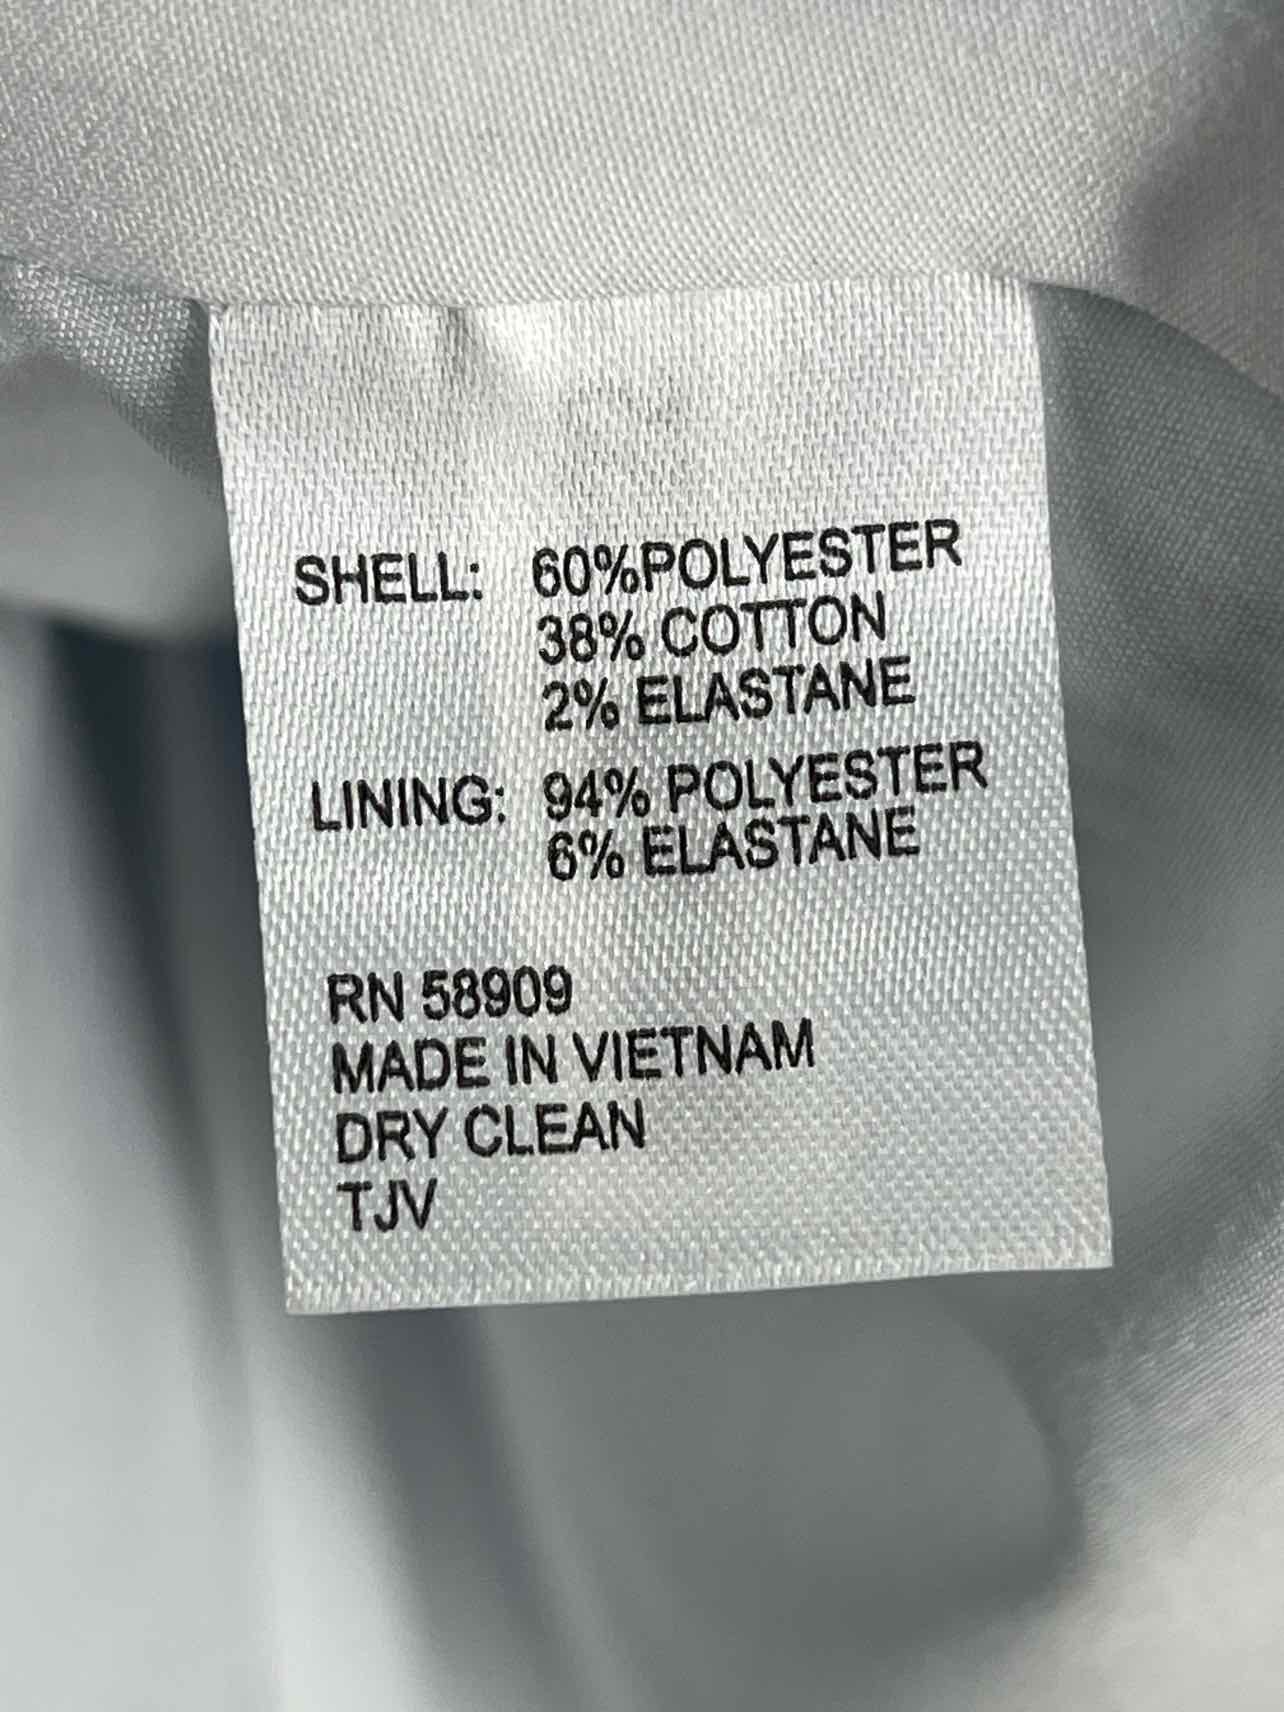 SHELL: 60%POLYESTER
38% COTTON
2% ELASTANE
LINING: 94% POLYESTER
6% ELASTANE
RN 58909
MADE IN VIETNAM
DRY CLEAN
TJV